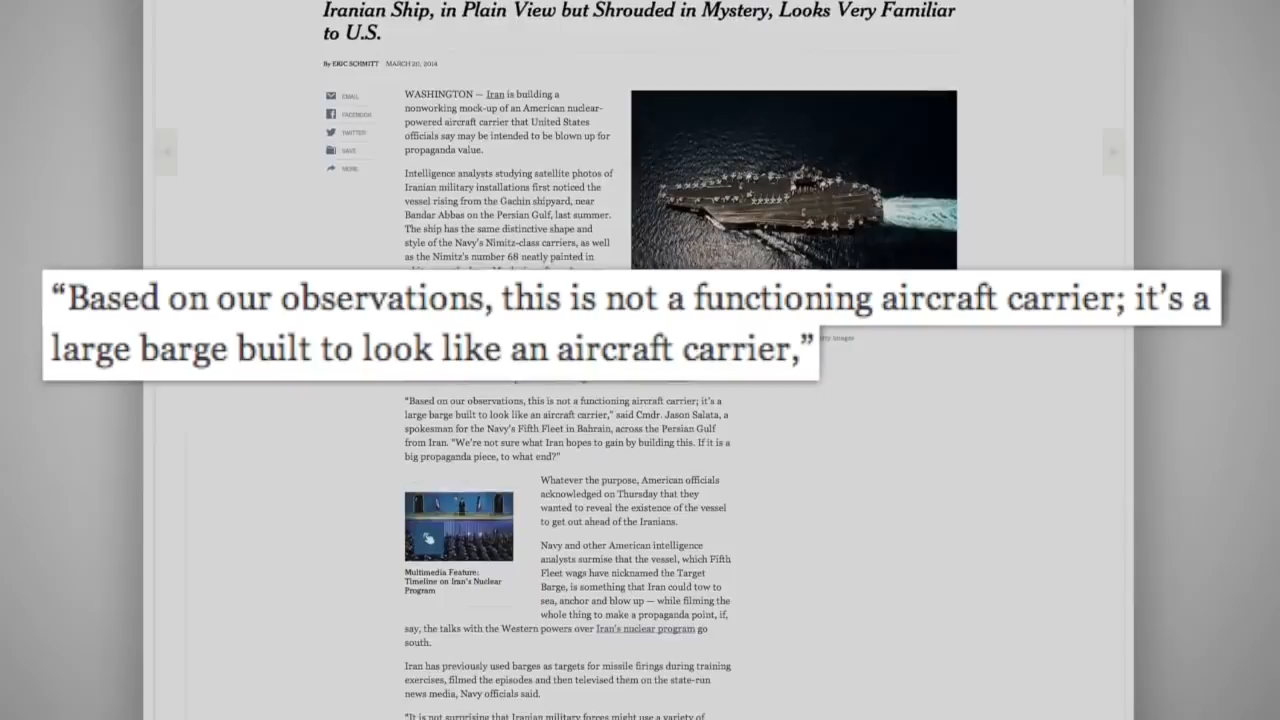 Iranian Ship, in Plain View but Shrouded in Mystery, Looks Very Familiar
to U.S.
By ERIC SCHMITT MARCH 20, 2014
EMAIL
FACEBOOK
TWITTER
SAVE
MORE
WASHINGTON — Iran is building a
nonworking mock-up of an American nuclear-
powered aircraft carrier that United States
officials say may be intended to be blown up for
propaganda value.
Intelligence analysts studying satellite photos of
Iranian military installations first noticed the
vessel rising from the Gachin shipyard, near
Bandar Abbas on the Persian Gulf, last summer.
The ship has the same distinctive shape and
style of the Navy's Nimitz-class carriers, as well
as the Nimitz's number 68 neatly painted in
“Based on our observations, this is not a functioning aircraft carrier; it’s a
large barge built to look like an aircraft carrier,”
Images
“Based on our observations, this is not a functioning aircraft carrier; it's a
large barge built to look like an aircraft carrier,” said Cmdr. Jason Salata, a
spokesman for the Navy's Fifth Fleet in Bahrain, across the Persian Gulf
from Iran. “We're not sure what Iran hopes to gain by building this. If it is a
big propaganda piece, to what end?”
Multimedia Feature:
Timeline on Iran's Nuclear
Program
Whatever the purpose, American officials
acknowledged on Thursday that they
wanted to reveal the existence of the vessel
to get out ahead of the Iranians.
Navy and other American intelligence
analysts surmise that the vessel, which Fifth
Fleet wags have nicknamed the Target
Barge, is something that Iran could tow to
sea, anchor and blow up — while filming the
whole thing to make a propaganda point, if,
say, the talks with the Western powers over Iran's nuclear program go
south.
Iran has previously used barges as targets for missile firings during training
exercises, filmed the episodes and then televised them on the state-run
news media, Navy officials said.
“It is not surprising that Iranian military forces might use a variety of